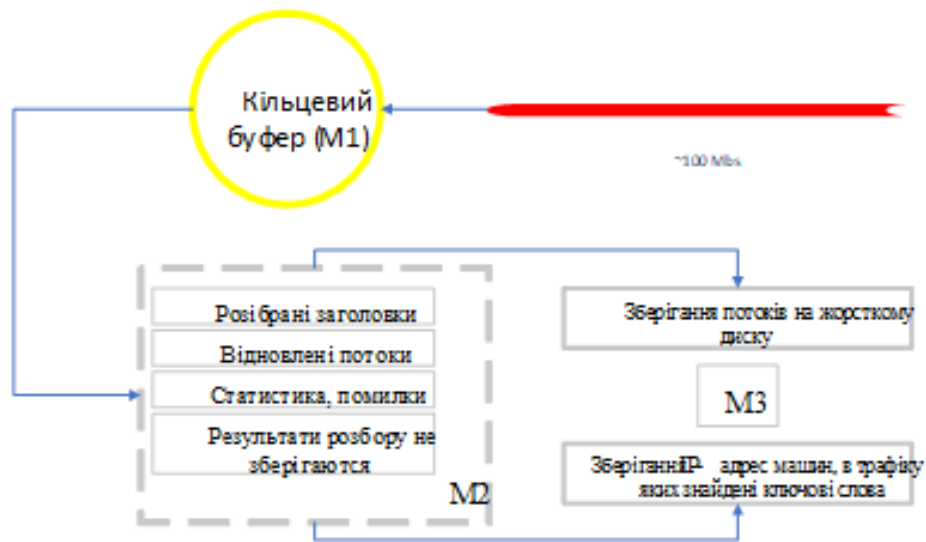 Кільцевий
буфер (М1)
~100 Mbs
Розібрані заголовки
Відновлені потоки
Статистика, помилки
Результати розбору не
зберігаются
М2
Зберігання потоків на жорсткому
диску
М3
ЗберіганняIP- адрес машин, в трафіку
яких знайдені ключові слова